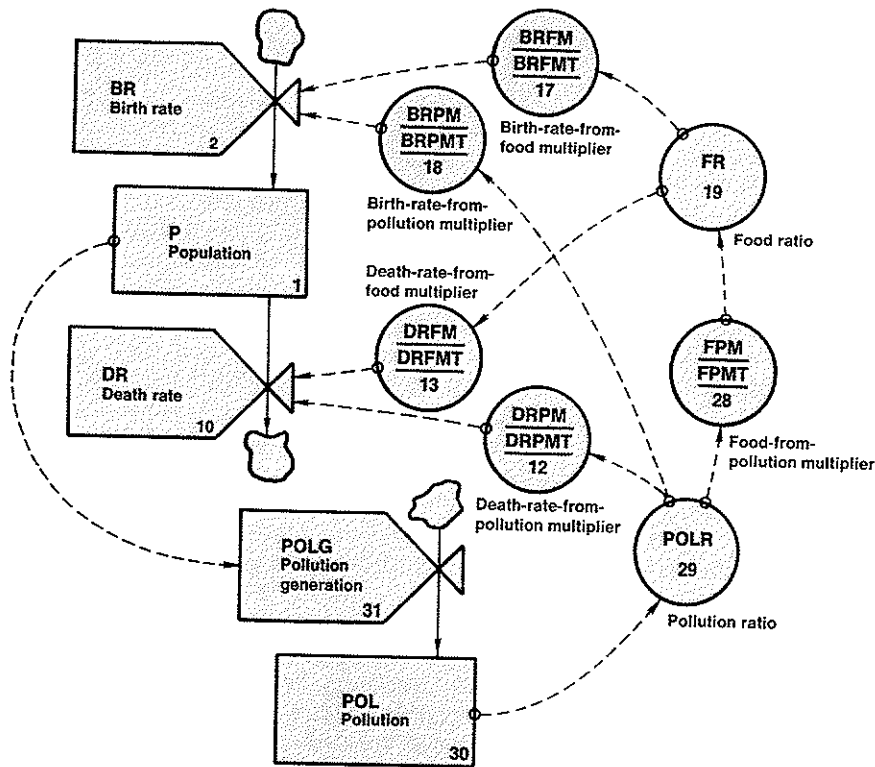 BR
Birth rate
2
BRFM
BRFMT
17
Birth-rate-from-
food multiplier
BRPM
BRPMT
18
Birth-rate-from-
pollution multiplier
FR
19
Food ratio
P
Population
1
Death-rate-from-
food multiplier
DRFM
DRFMT
13
DR
Death rate
10
FPM
FPMT
28
Food-from-
pollution multiplier
DRPM
DRPMT
12
Death-rate-from-
pollution multiplier
POLG
Pollution
generation
31
POLR
29
Pollution ratio
POL
Pollution
30